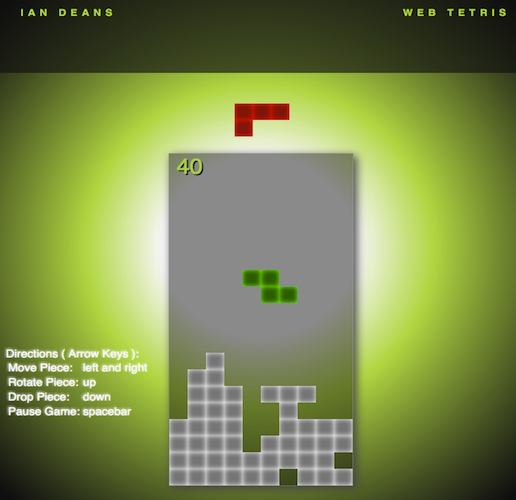 IAN DEANS
WEB TETRIS
40
Directions ( Arrow Keys ):
Move Piece: left and right
Rotate Piece: up
Drop Piece: down
Pause Game: spacebar